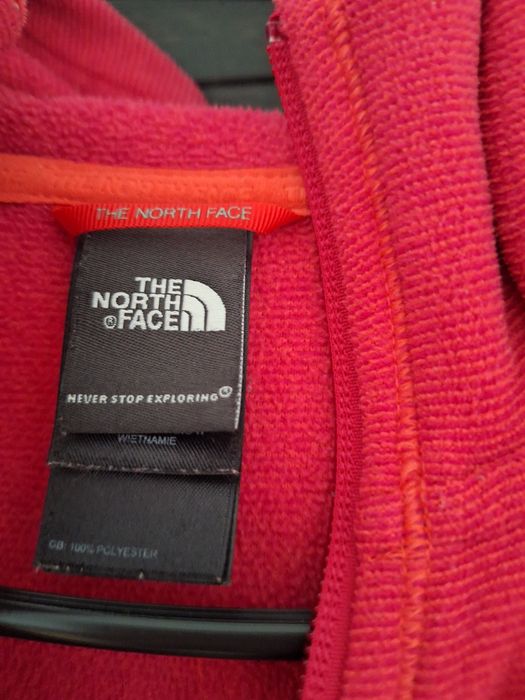 THE NORTH FACE
THE
NORTH
®FACE
NEVER STOP EXPLORING®
WIETNAMIE
GB: 100% POLYESTER